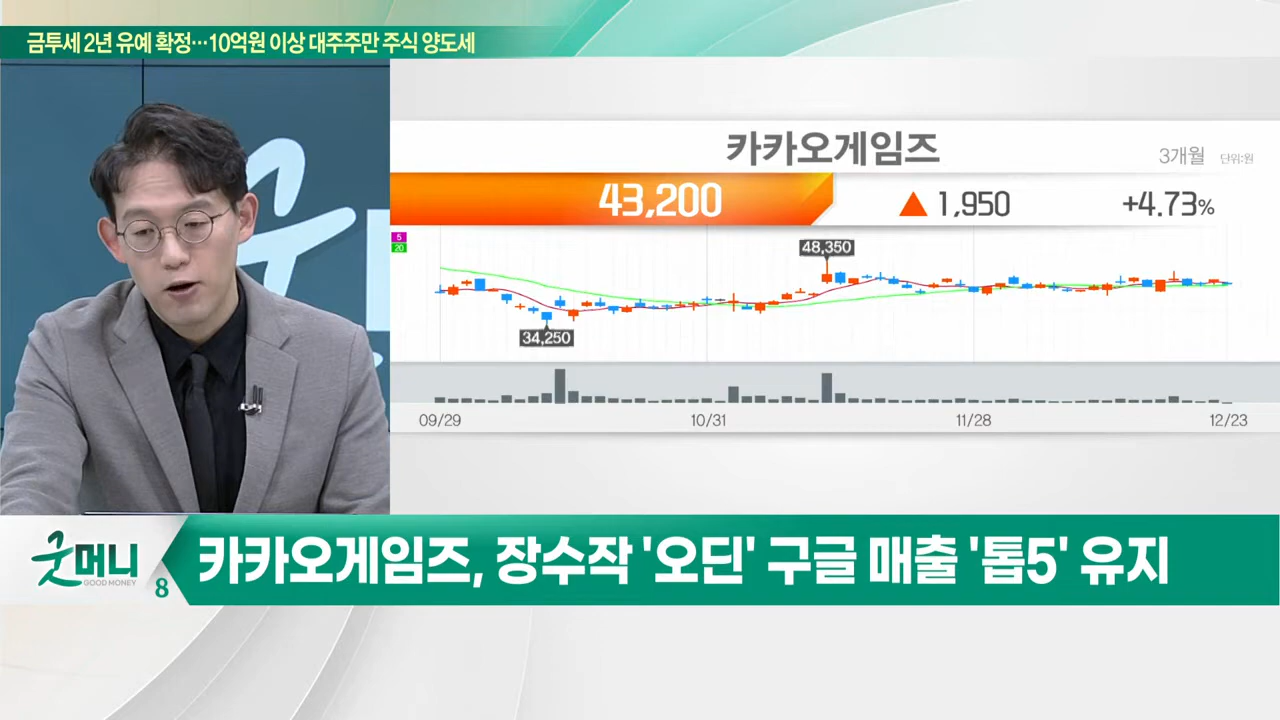 금투세 2년 유예 확정…10억원 이상 대주주만 주식 양도세
카카오게임즈
3개월 단위:원
43,200 ▲ 1,950 +4.73%
5
20
48,350
34,250
09/29 10/31 11/28 12/23
굿머니
GOOD MONEY
8
카카오게임즈, 장수작 '오딘' 구글 매출 '톱5' 유지